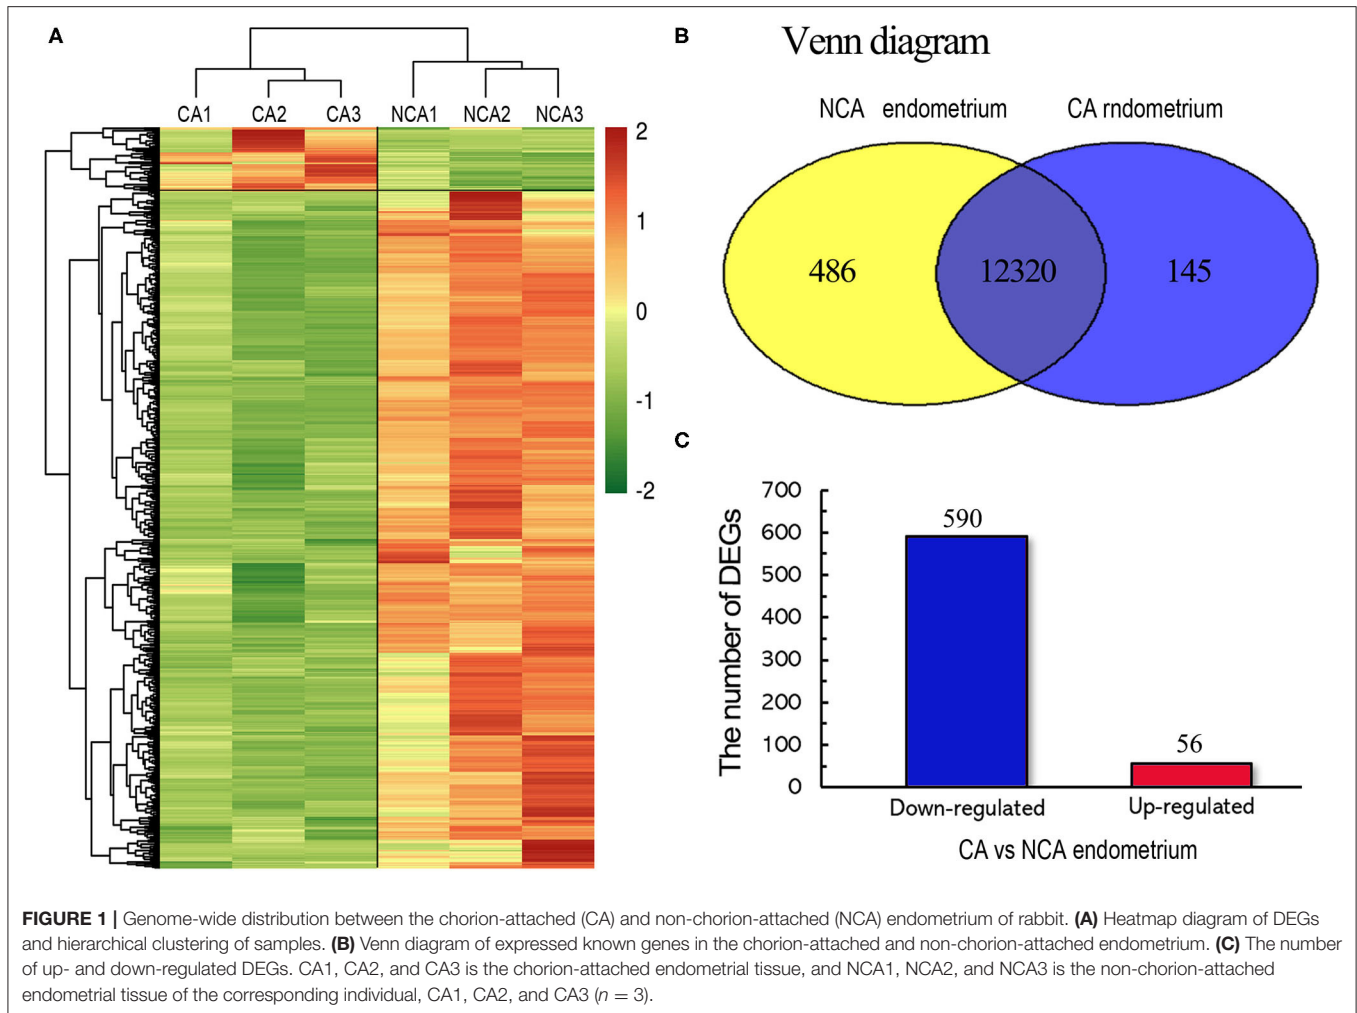 A
CA1 CA2 CA3 NCA1 NCA2 NCA3
2
1
0
-1
-2
B
Venn diagram
NCA endometrium CA rndometrium
486 12320 145
C
The number of DEGs
700
600
500
400
300
200
100
0
590
56
Down-regulated Up-regulated
CA vs NCA endometrium
FIGURE 1 | Genome-wide distribution between the chorion-attached (CA) and non-chorion-attached (NCA) endometrium of rabbit. (A) Heatmap diagram of DEGs
and hierarchical clustering of samples. (B) Venn diagram of expressed known genes in the chorion-attached and non-chorion-attached endometrium. (C) The number
of up- and down-regulated DEGs. CA1, CA2, and CA3 is the chorion-attached endometrial tissue, and NCA1, NCA2, and NCA3 is the non-chorion-attached
endometrial tissue of the corresponding individual, CA1, CA2, and CA3 (n = 3).